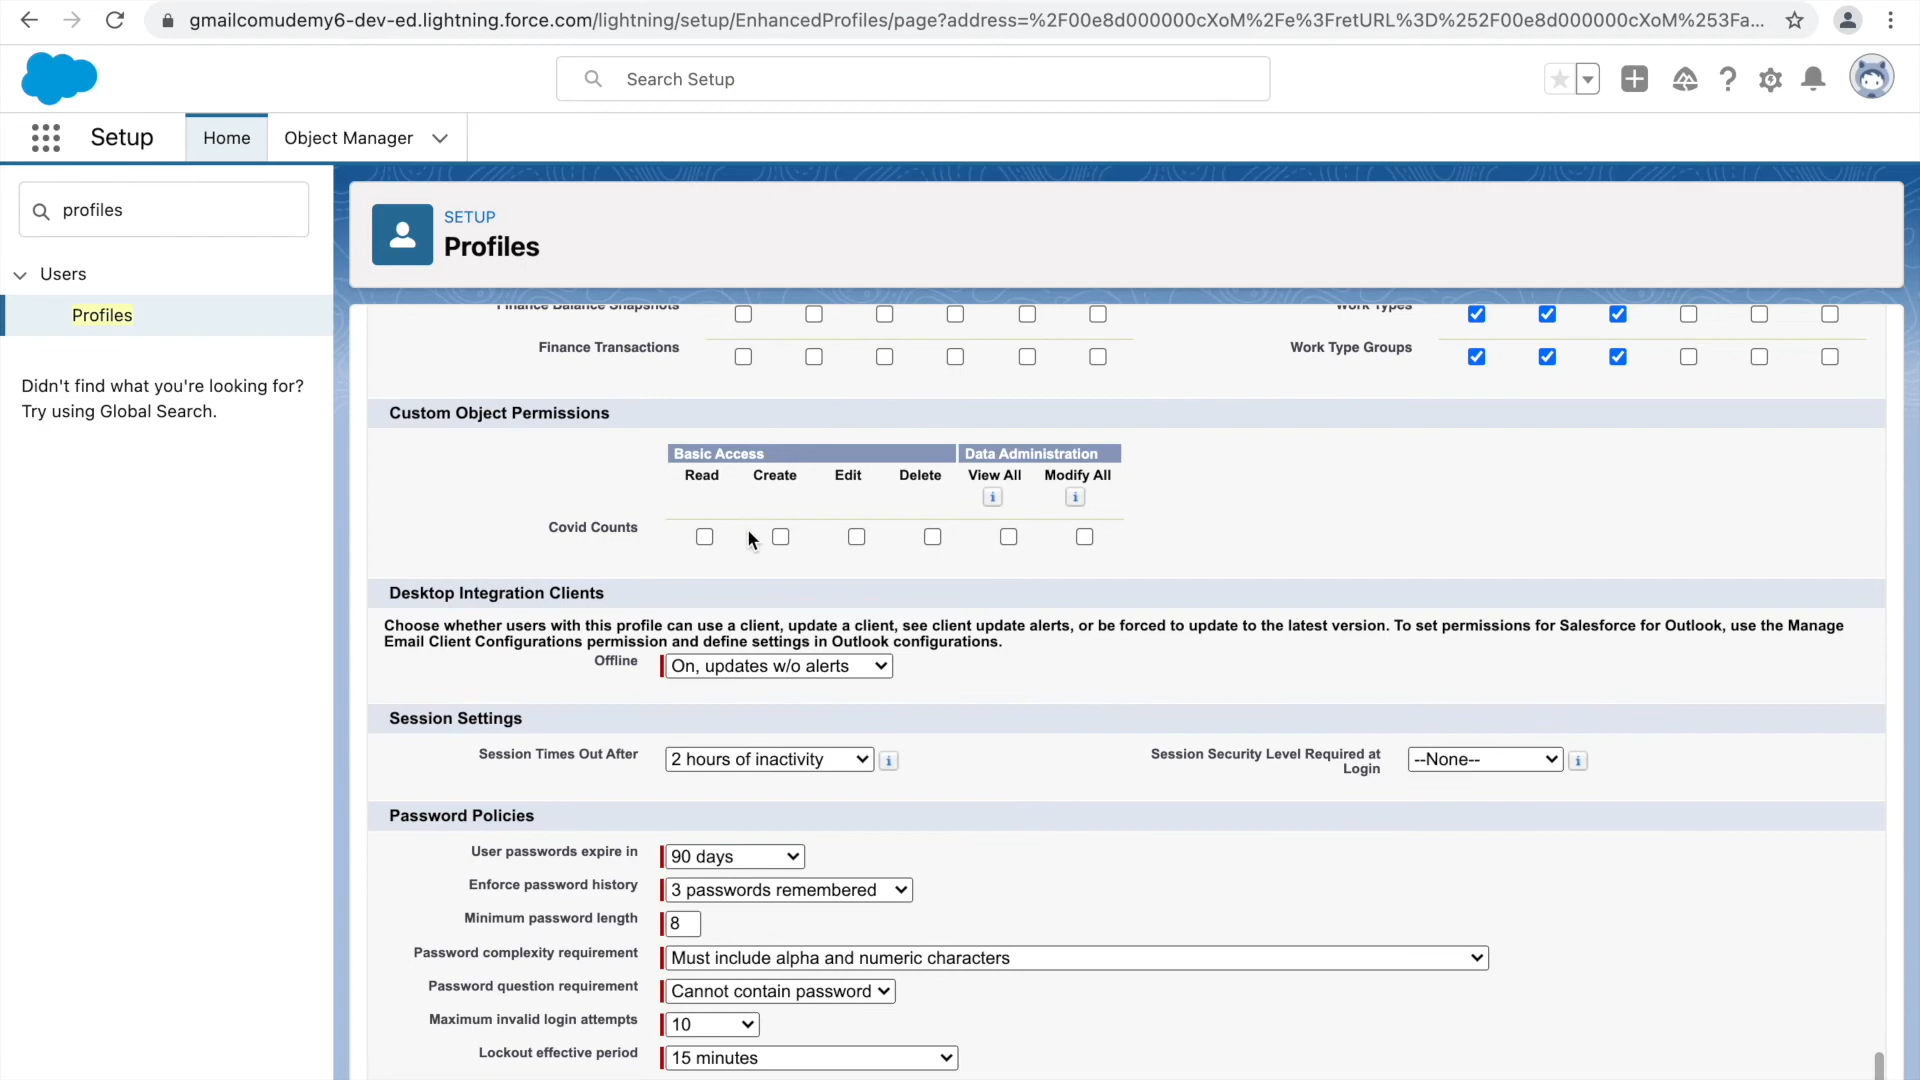 gmailcomudemy6-dev-ed.lightning.force.com/lightning/setup/EnhancedProfiles/page?address=%2F00e8d000000cXoM%2Fe%3FretURL%3D%252F00e8d000000cXoM%253Fa...
Search Setup
Setup
Home
Object Manager
profiles
Users
Profiles
Didn't find what you're looking for?
Try using Global Search.
SETUP
Profiles
Finance Balance Snapshots
Work Types
Finance Transactions
Work Type Groups
Custom Object Permissions
Basic Access Data Administration
Read Create Edit Delete View All Modify All
Covid Counts
Desktop Integration Clients
Choose whether users with this profile can use a client, update a client, see client update alerts, or be forced to update to the latest version. To set permissions for Salesforce for Outlook, use the Manage
Email Client Configurations permission and define settings in Outlook configurations.
Offline On, updates w/o alerts
Session Settings
Session Times Out After 2 hours of inactivity
Session Security Level Required at
Login
--None--
Password Policies
User passwords expire in 90 days
Enforce password history 3 passwords remembered
Minimum password length 8
Password complexity requirement Must include alpha and numeric characters
Password question requirement Cannot contain password
Maximum invalid login attempts 10
Lockout effective period 15 minutes